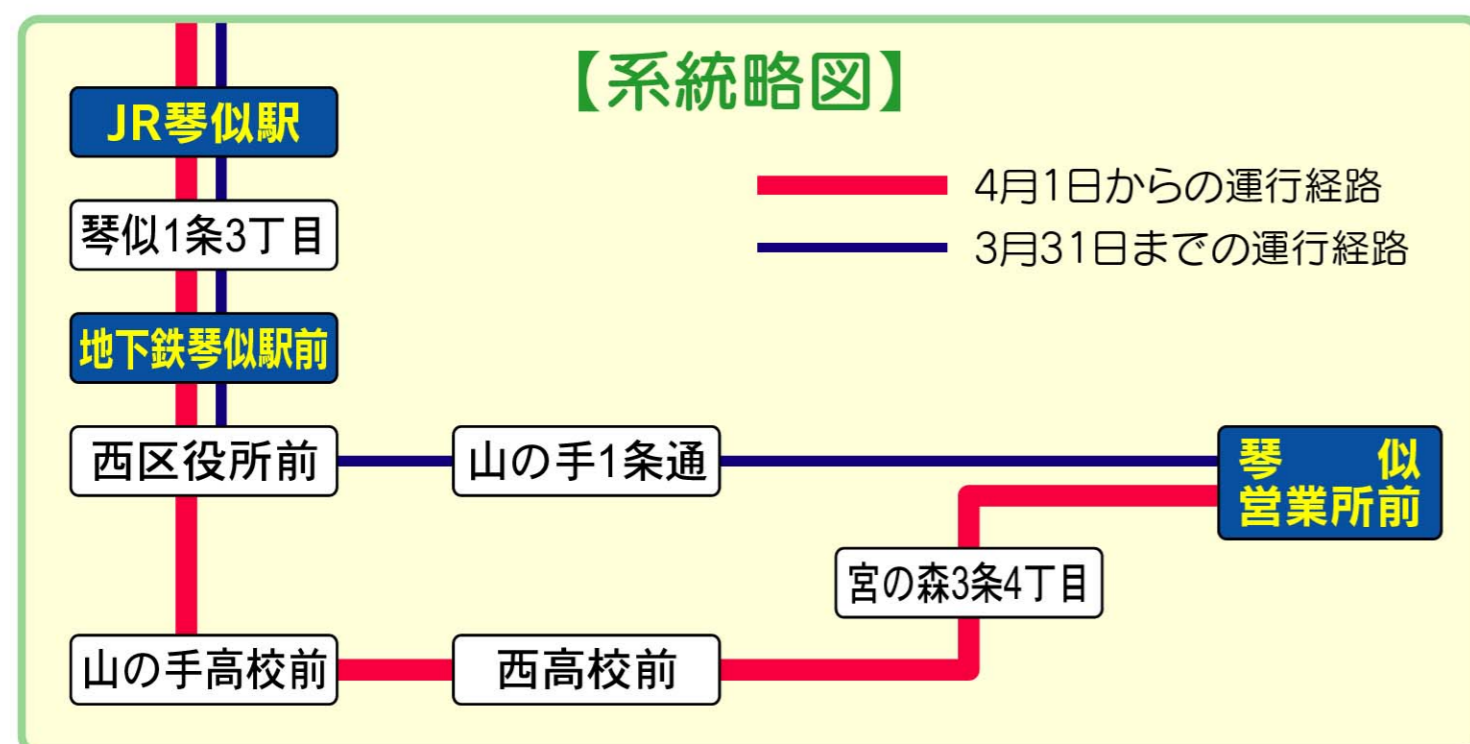 【系統略図】
4月1日からの運行経路
3月31日までの運行経路
JR琴似駅
琴似1条3丁目
地下鉄琴似駅前
西区役所前
山の手1条通
琴似
営業所前
宮の森3条4丁目
山の手高校前
西高校前